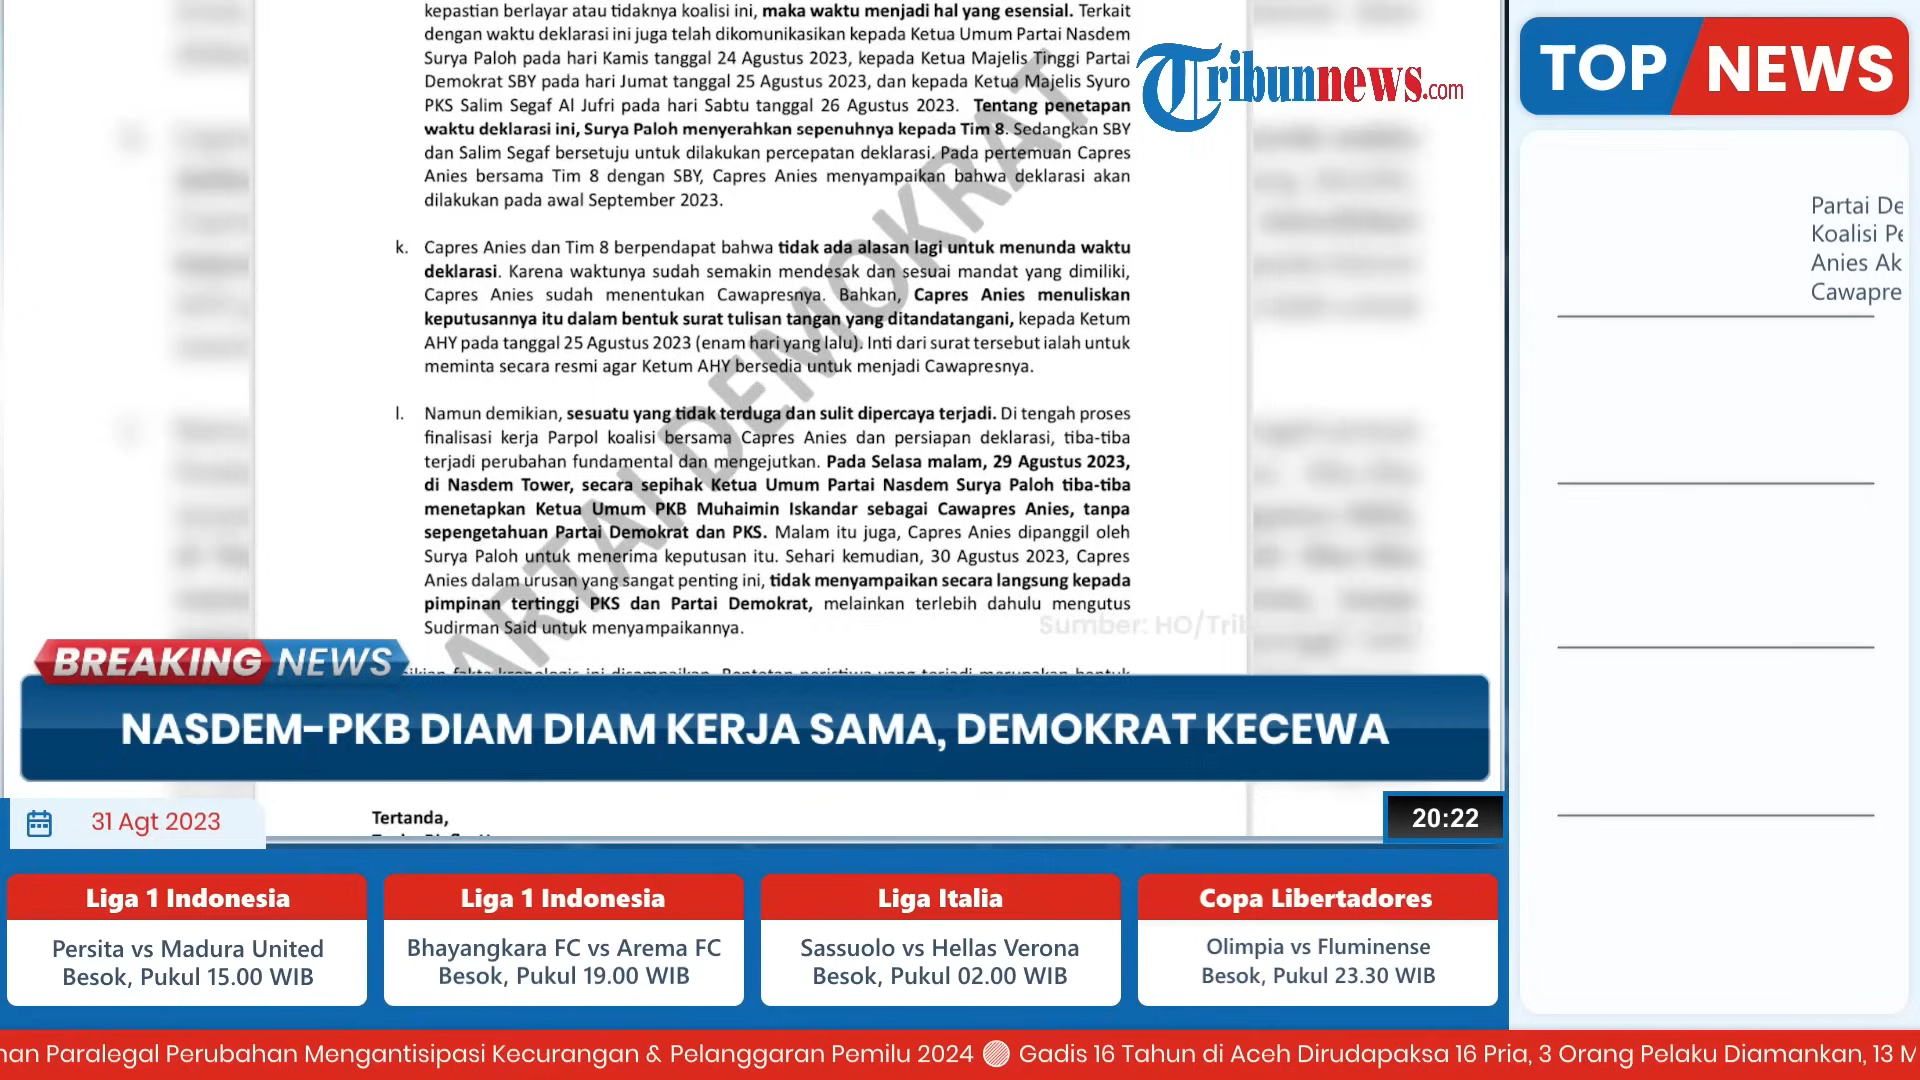 kepastian berlayar atau tidaknya koalisi ini, maka waktu menjadi hal yang esensial. Terkait
dengan waktu deklarasi ini juga telah dikomunikasikan kepada Ketua Umum Partai Nasdem
Surya Paloh pada hari Kamis tanggal 24 Agustus 2023, kepada Ketua Majelis Tinggi Partai
Demokrat SBY pada hari Jumat tanggal 25 Agustus 2023, dan kepada Ketua Majelis Syuro
PKS Salim Segaf Al Jufri pada hari Sabtu tanggal 26 Agustus 2023. Tentang penetapan
waktu deklarasi ini, Surya Paloh menyerahkan sepenuhnya kepada Tim 8. Sedangkan SBY
dan Salim Segaf bersetuju untuk dilakukan percepatan deklarasi. Pada pertemuan Capres
Anies bersama Tim 8 dengan SBY, Capres Anies menyampaikan bahwa deklarasi akan
dilakukan pada awal September 2023.
k. Capres Anies dan Tim 8 berpendapat bahwa tidak ada alasan lagi untuk menunda waktu
deklarasi. Karena waktunya sudah semakin mendesak dan sesuai mandat yang dimiliki,
Capres Anies sudah menentukan Cawapresnya. Bahkan, Capres Anies menuliskan
keputusannya itu dalam bentuk surat tulisan tangan yang ditandatangani, kepada Ketum
AHY pada tanggal 25 Agustus 2023 (enam hari yang lalu). Inti dari surat tersebut ialah untuk
meminta secara resmi agar Ketum AHY bersedia untuk menjadi Cawapresnya.
l. Namun demikian, sesuatu yang tidak terduga dan sulit dipercaya terjadi. Di tengah proses
finalisasi kerja Parpol koalisi bersama Capres Anies dan persiapan deklarasi, tiba-tiba
terjadi perubahan fundamental dan mengejutkan. Pada Selasa malam, 29 Agustus 2023,
di Nasdem Tower, secara sepihak Ketua Umum Partai Nasdem Surya Paloh tiba-tiba
menetapkan Ketua Umum PKB Muhaimin Iskandar sebagai Cawapres Anies, tanpa
sepengetahuan Partai Demokrat dan PKS. Malam itu juga, Capres Anies dipanggil oleh
Surya Paloh untuk menerima keputusan itu. Sehari kemudian, 30 Agustus 2023, Capres
Anies dalam urusan yang sangat penting ini, tidak menyampaikan secara langsung kepada
pimpinan tertinggi PKS dan Partai Demokrat, melainkan terlebih dahulu mengutus
Sudirman Said untuk menyampaikannya.
ARTAI DEMOKRAT
Sumber: HO/Trib
Tribunnews.com
BREAKING NEWS
NASDEM-PKB DIAM DIAM KERJA SAMA, DEMOKRAT KECEWA
Tertanda,
31 Agt 2023
20:22
TOP NEWS
Partai De
Koalisi Pe
Anies Ak
Cawapre
Liga 1 Indonesia
Persita vs Madura United
Besok, Pukul 15.00 WIB
Liga 1 Indonesia
Bhayangkara FC vs Arema FC
Besok, Pukul 19.00 WIB
Liga Italia
Sassuolo vs Hellas Verona
Besok, Pukul 02.00 WIB
Copa Libertadores
Olimpia vs Fluminense
Besok, Pukul 23.30 WIB
nan Paralegal Perubahan Mengantisipasi Kecurangan & Pelanggaran Pemilu 2024 Gadis 16 Tahun di Aceh Dirudapaksa 16 Pria, 3 Orang Pelaku Diamankan, 13 M